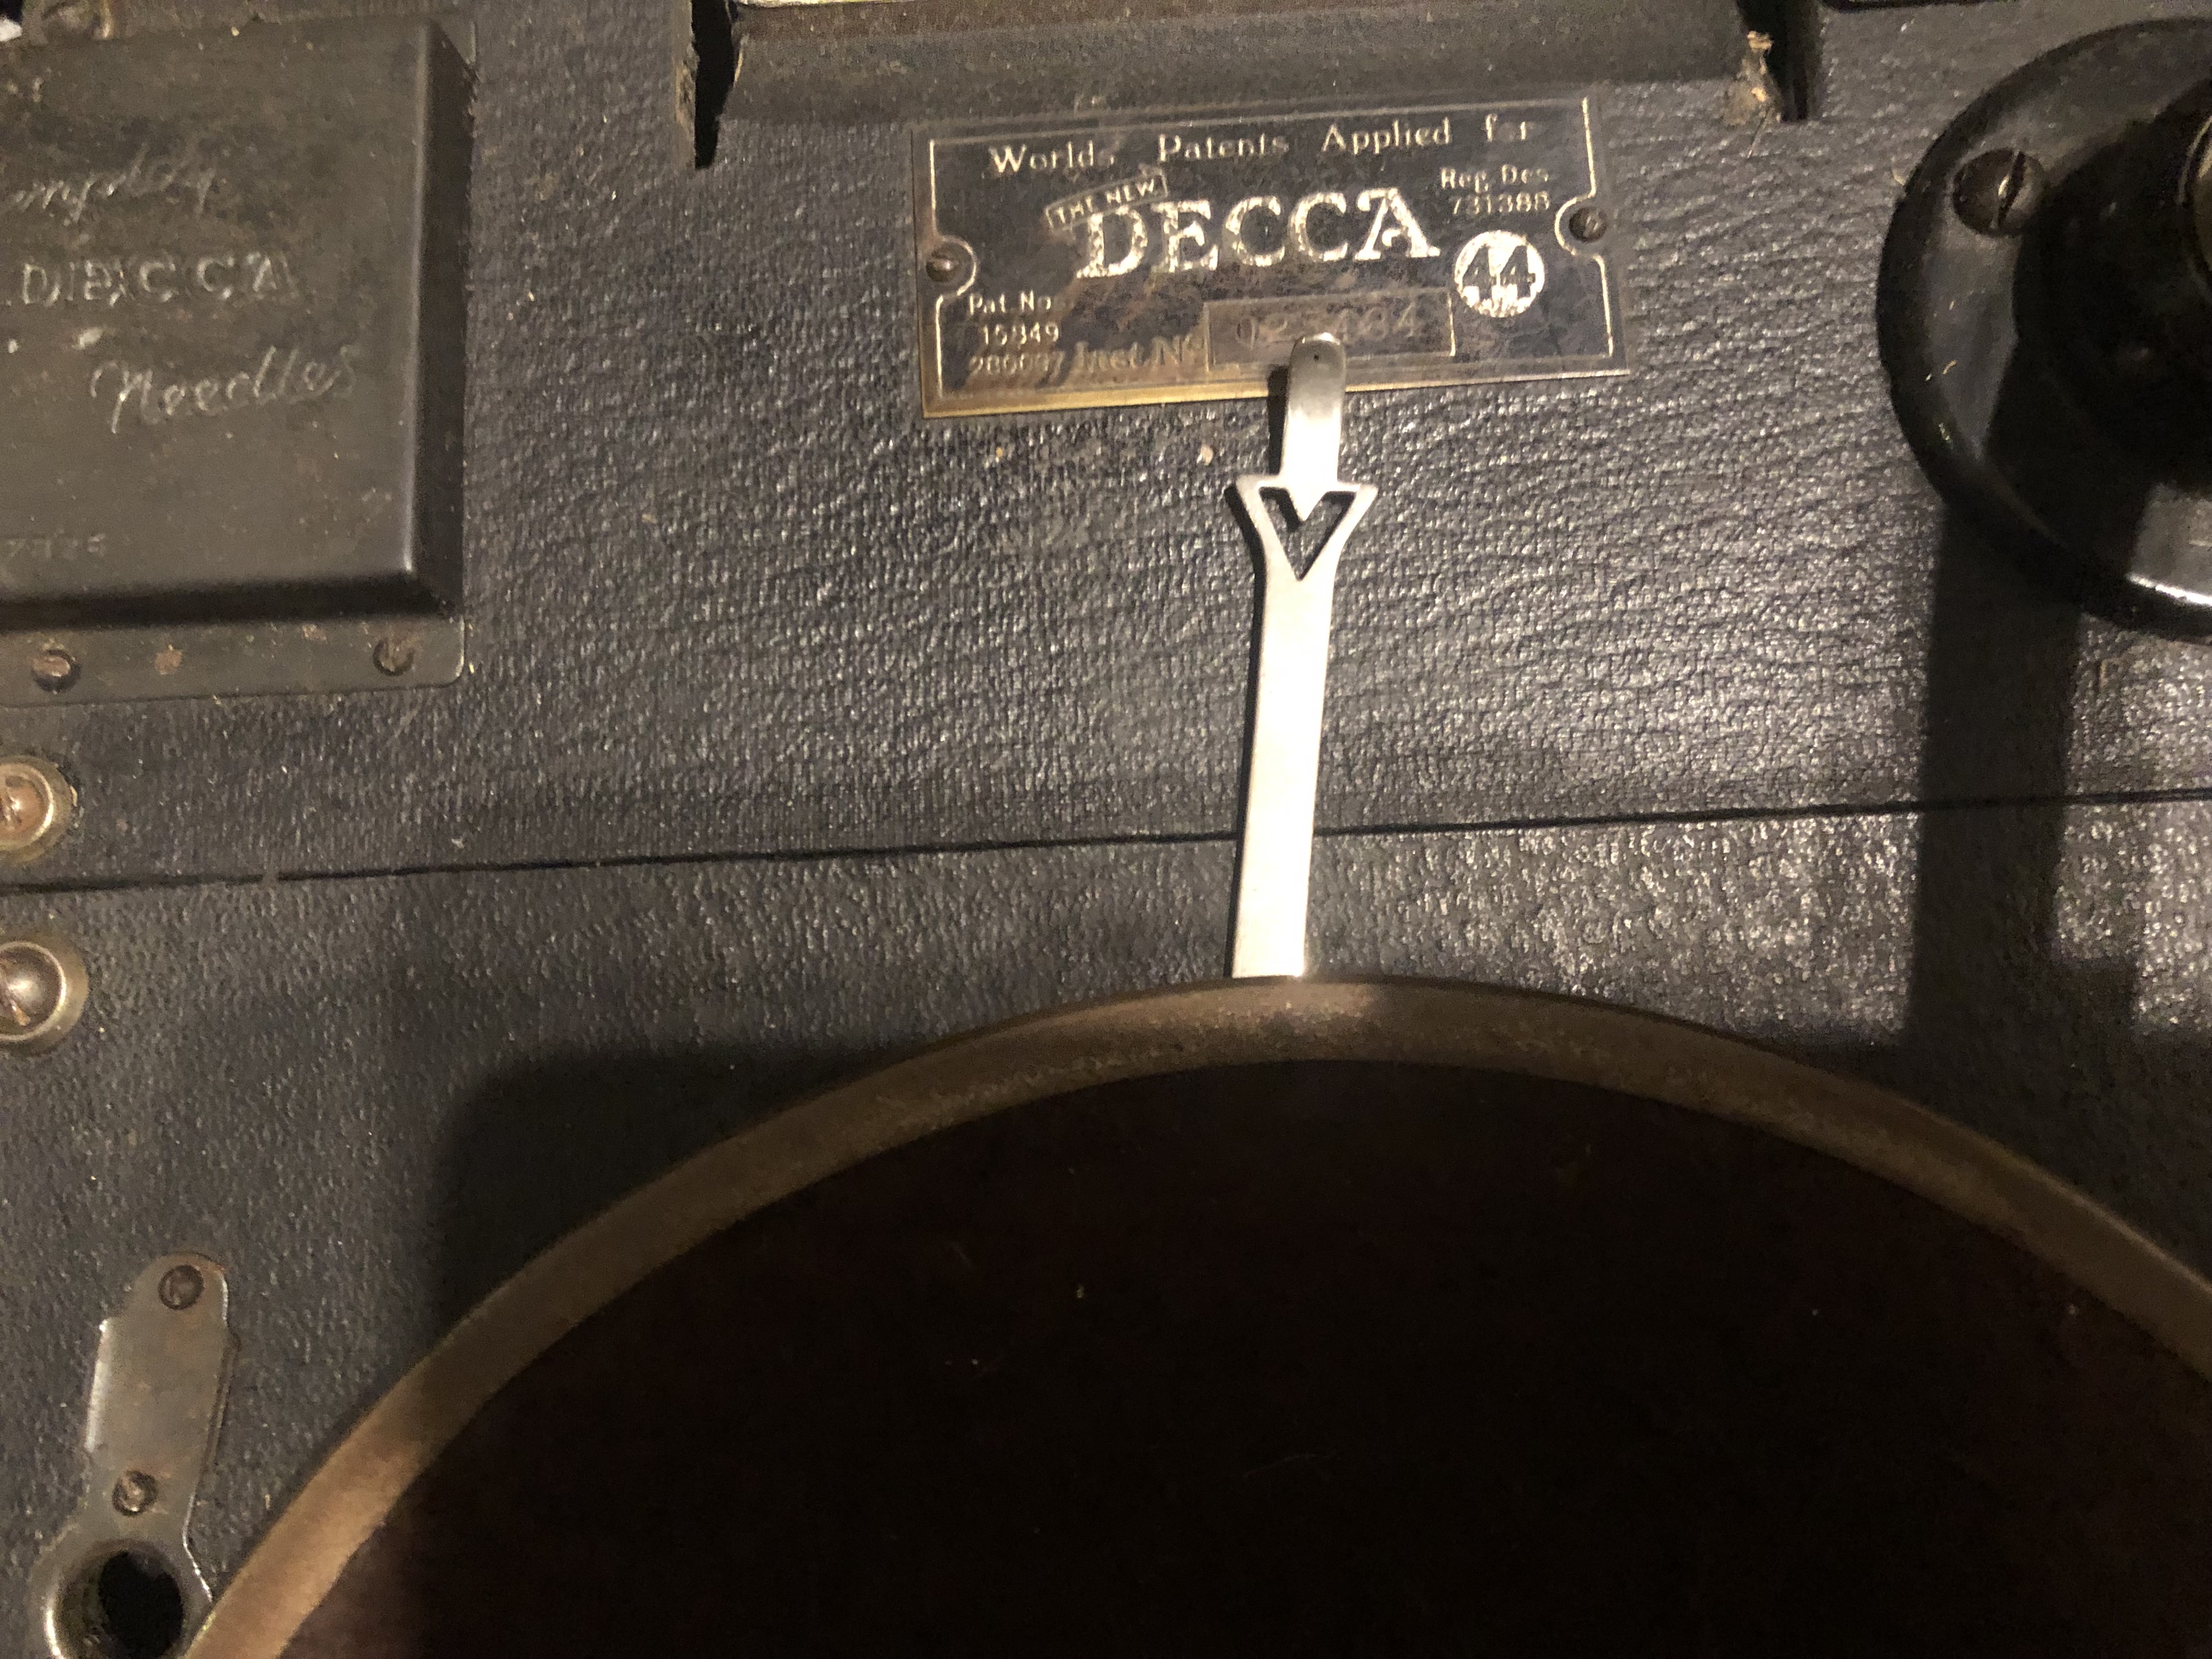 DECCA
Needles
Worlds Patents Applied for
THE NEW
DECCA
Reg. Des.
731388
44
Pat. No
15849
Inst. Nº